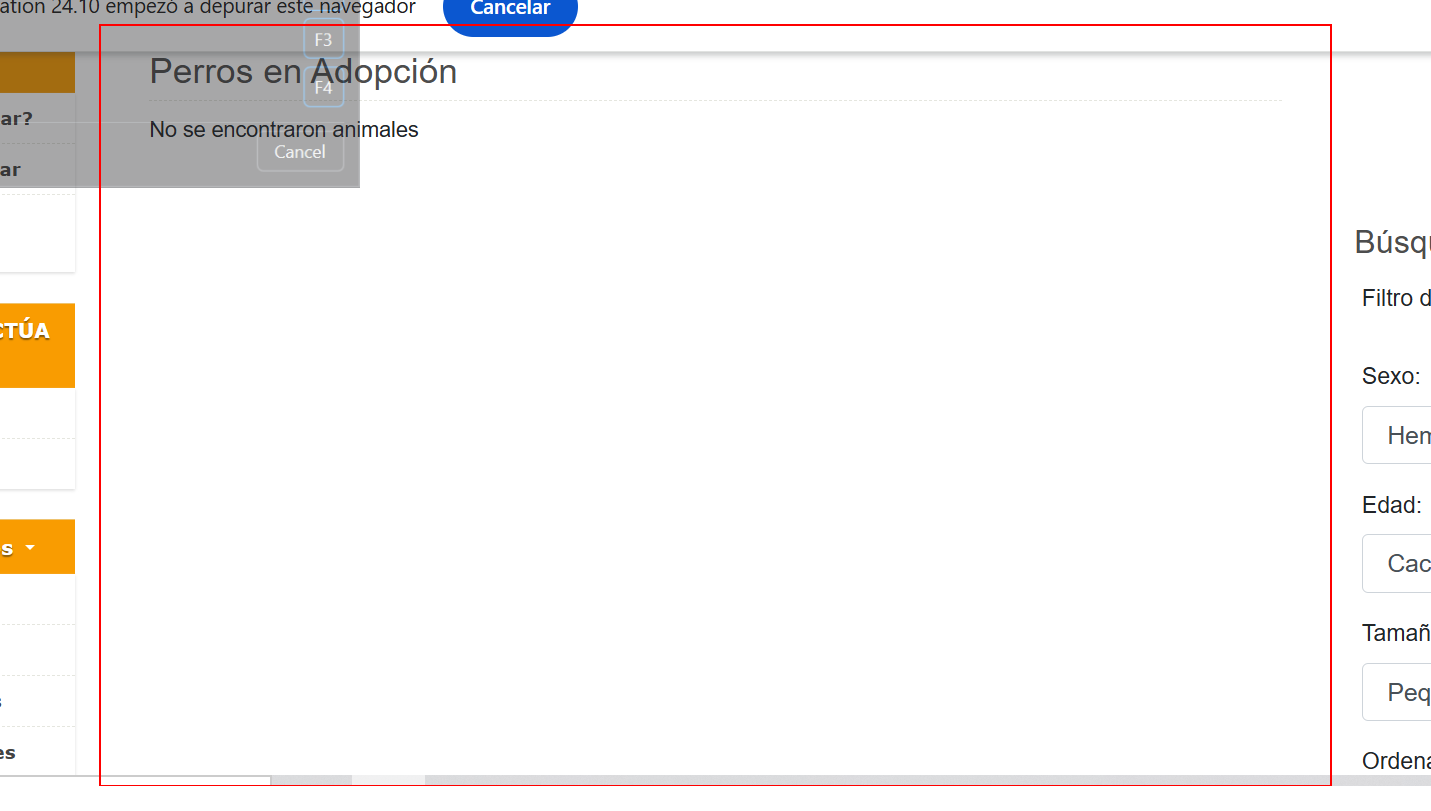 ation 24.10 empezó a depurar este navegador
Cancelar
F3
F4
Cancel
ar?
ar
CTÚA
s
s
es
Perros en Adopción
No se encontraron animales
Búsqu
Filtro d
Sexo:
Hem
Edad:
Cac
Tamañ
Peq
Ordena